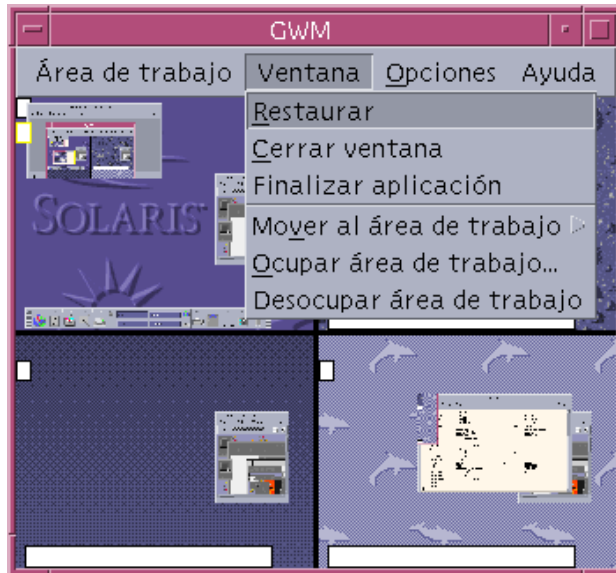 GWM
Área de trabajo Ventana Opciones Ayuda
Restaurar
Cerrar ventana
Finalizar aplicación
Mover al área de trabajo
Ocupar área de trabajo...
Desocupar área de trabajo
SOLARIS